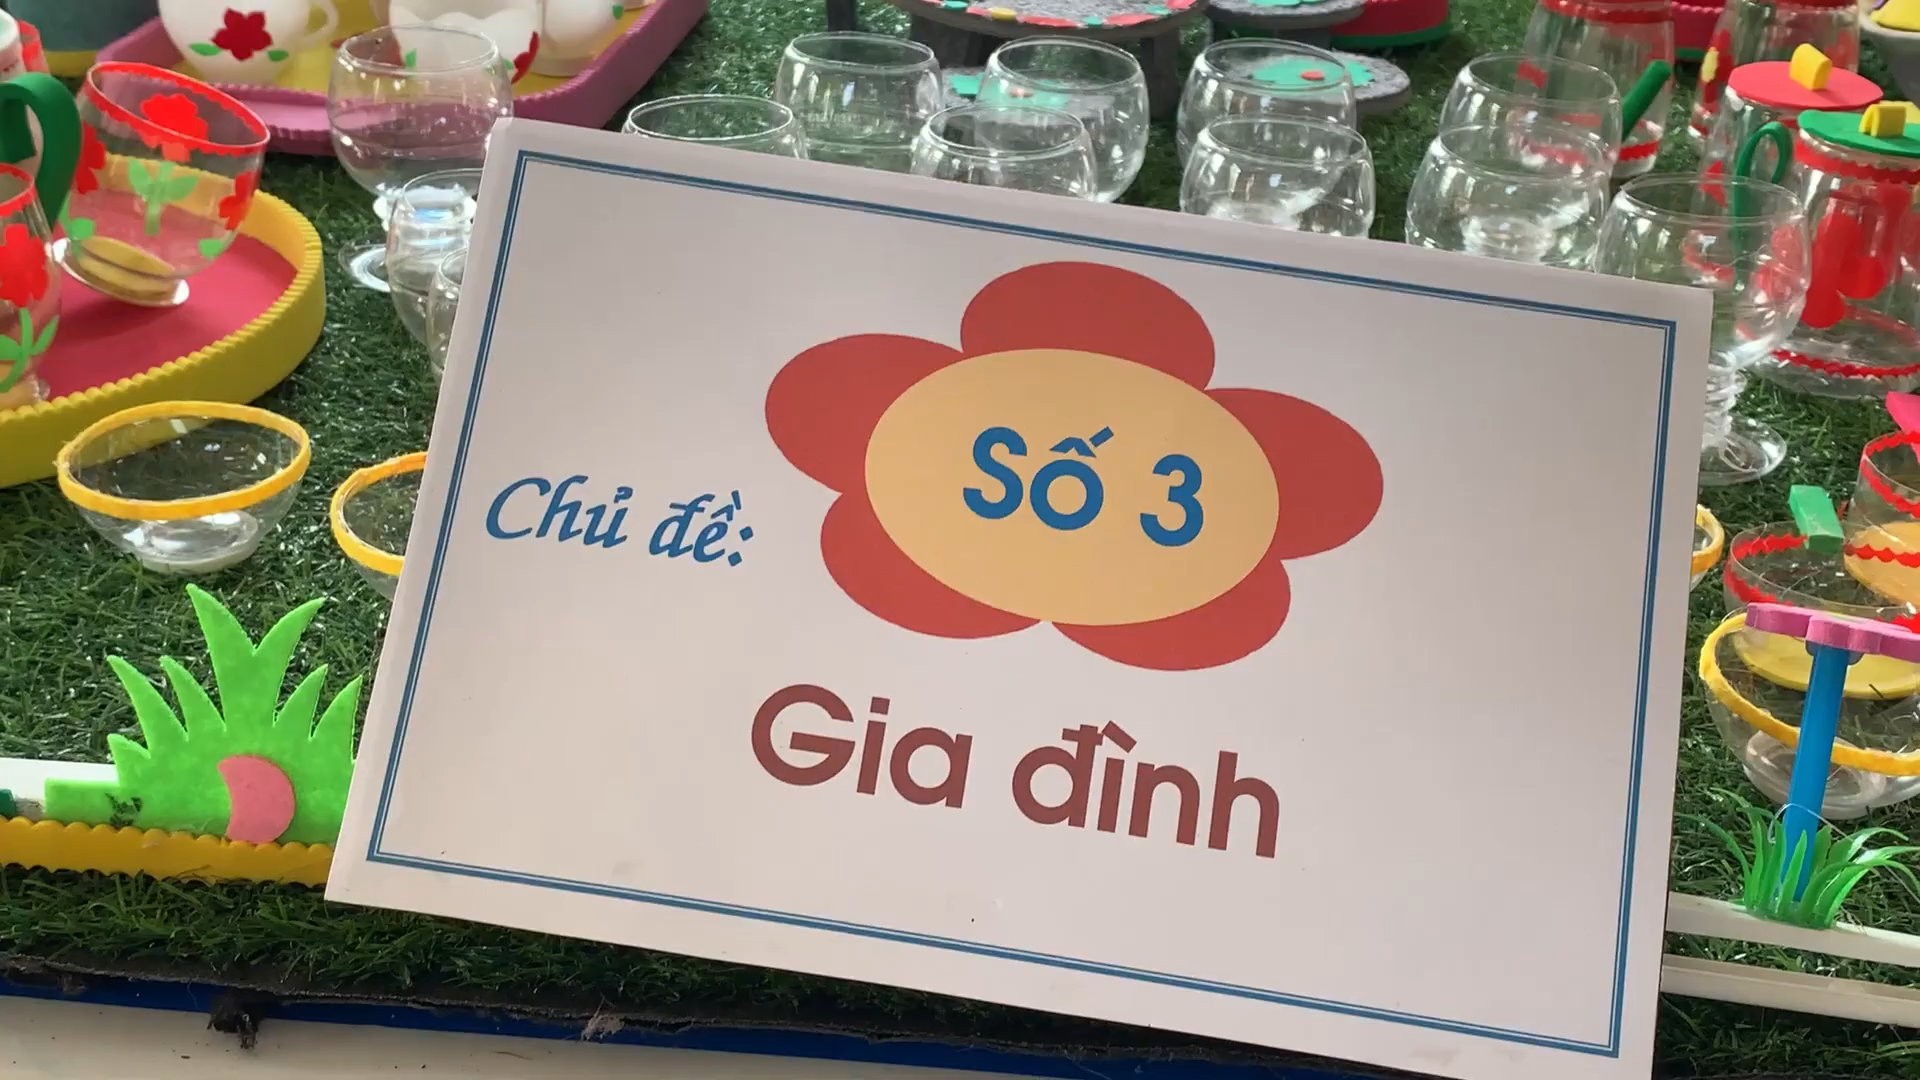 Chủ đề:
Số 3
Gia đình